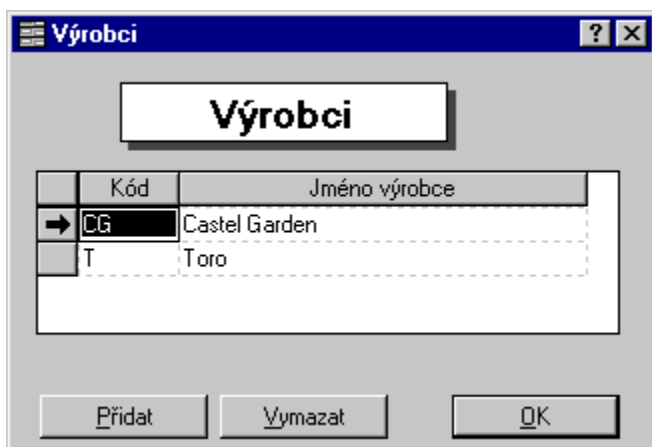 Výrobci
Výrobci
Kód Jméno výrobce
CG Castel Garden
T Toro
Přidat Vymazat OK